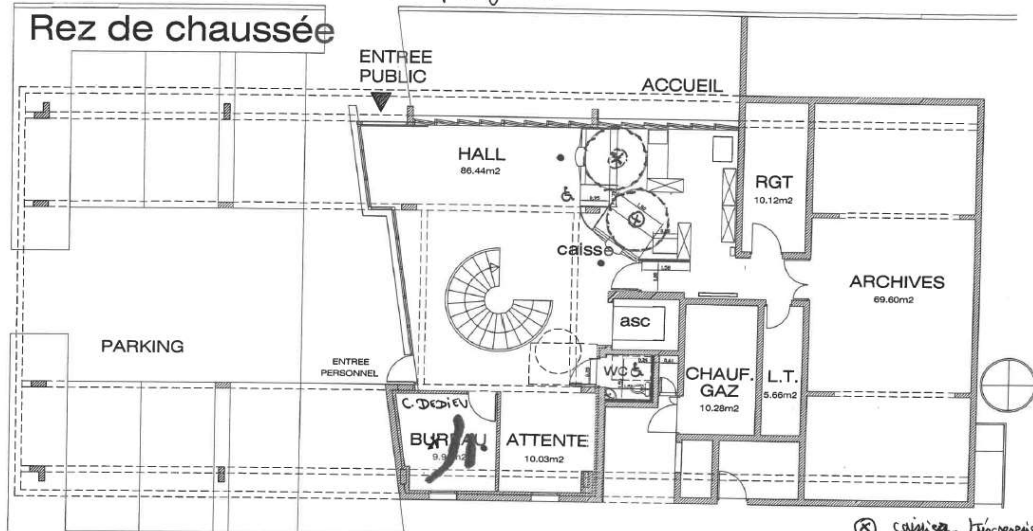 Rez de chaussée
ENTREE
PUBLIC
ACCUEIL
HALL
86.44m2
RGT
10.12m2
caisse
ARCHIVES
69.60m2
asc
PARKING
ENTREE
PERSONNEL
WC
CHAUF.
GAZ
10.28m2
L.T.
5.66m2
C. DEDIEU
BUREAU
ATTENTE
10.03m2